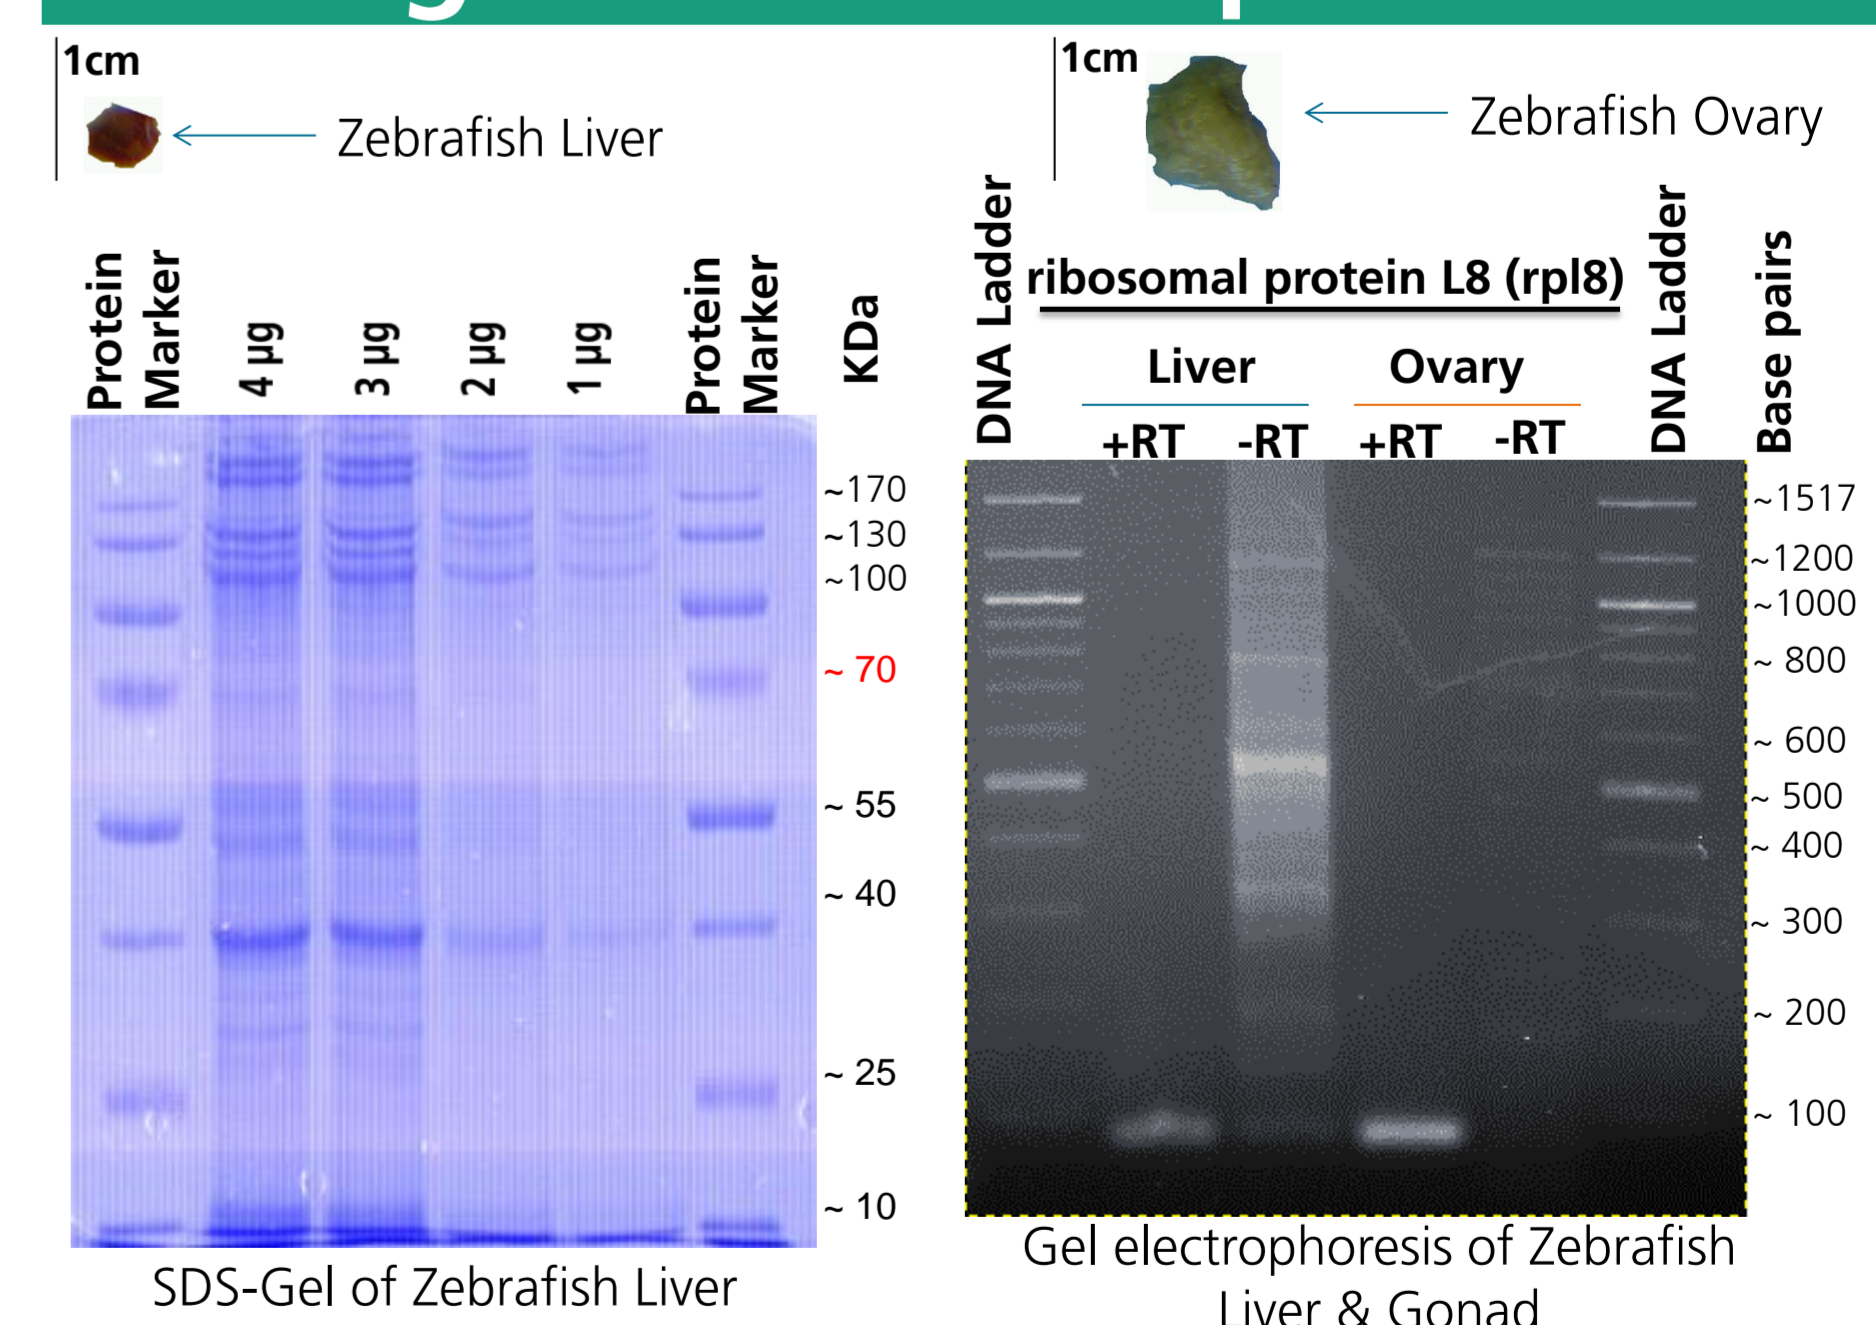 1cm
Zebrafish Liver
Protein
Marker
4 µg
3 µg
2 µg
1 µg
Protein
Marker
KDa
~170
~130
~100
~ 70
~ 55
~ 40
~ 25
~ 10
SDS-Gel of Zebrafish Liver
1cm
Zebrafish Ovary
DNA Ladder
ribosomal protein L8 (rpl8)
Liver
Ovary
+RT
-RT
+RT
-RT
DNA Ladder
Base pairs
~1517
~1200
~1000
~ 800
~ 600
~ 500
~ 400
~ 300
~ 200
~ 100
Gel electrophoresis of Zebrafish
Liver & Gonad